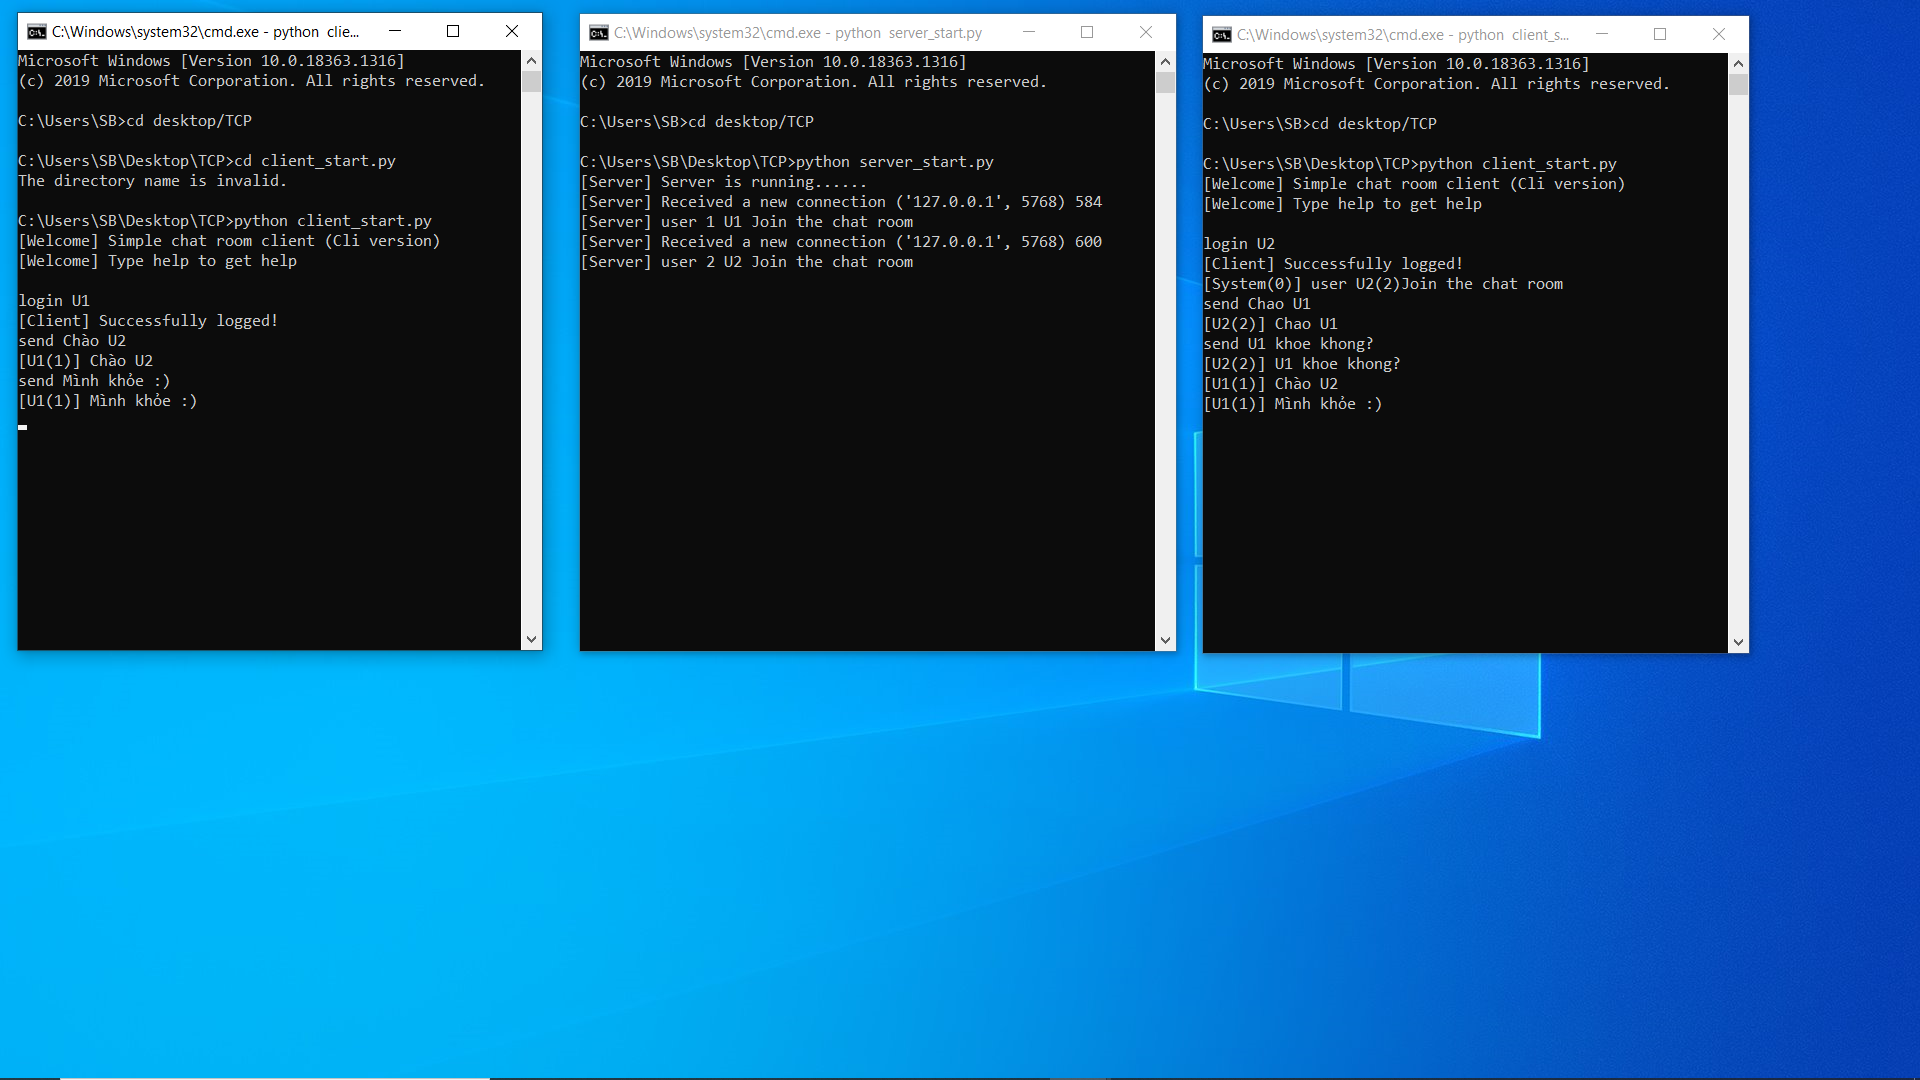 C:\Windows\system32\cmd.exe - python  clie...
Microsoft Windows [Version 10.0.18363.1316]
(c) 2019 Microsoft Corporation. All rights reserved.
C:\Users\SB>cd desktop/TCP
C:\Users\SB\Desktop\TCP>cd client_start.py
The directory name is invalid.
C:\Users\SB\Desktop\TCP>python client_start.py
[Welcome] Simple chat room client (Cli version)
[Welcome] Type help to get help
login U1
[Client] Successfully logged!
send Chào U2
[U1(1)] Chào U2
send Mình khỏe :)
[U1(1)] Mình khỏe :)
C:\Windows\system32\cmd.exe - python  server_start.py
Microsoft Windows [Version 10.0.18363.1316]
(c) 2019 Microsoft Corporation. All rights reserved.
C:\Users\SB>cd desktop/TCP
C:\Users\SB\Desktop\TCP>python server_start.py
[Server] Server is running......
[Server] Received a new connection ('127.0.0.1', 5768) 584
[Server] user 1 U1 Join the chat room
[Server] Received a new connection ('127.0.0.1', 5768) 600
[Server] user 2 U2 Join the chat room
C:\Windows\system32\cmd.exe - python  client_s...
Microsoft Windows [Version 10.0.18363.1316]
(c) 2019 Microsoft Corporation. All rights reserved.
C:\Users\SB>cd desktop/TCP
C:\Users\SB\Desktop\TCP>python client_start.py
[Welcome] Simple chat room client (Cli version)
[Welcome] Type help to get help
login U2
[Client] Successfully logged!
[System(0)] user U2(2)Join the chat room
send Chao U1
[U2(2)] Chao U1
send U1 khoe khong?
[U2(2)] U1 khoe khong?
[U1(1)] Chào U2
[U1(1)] Mình khỏe :)